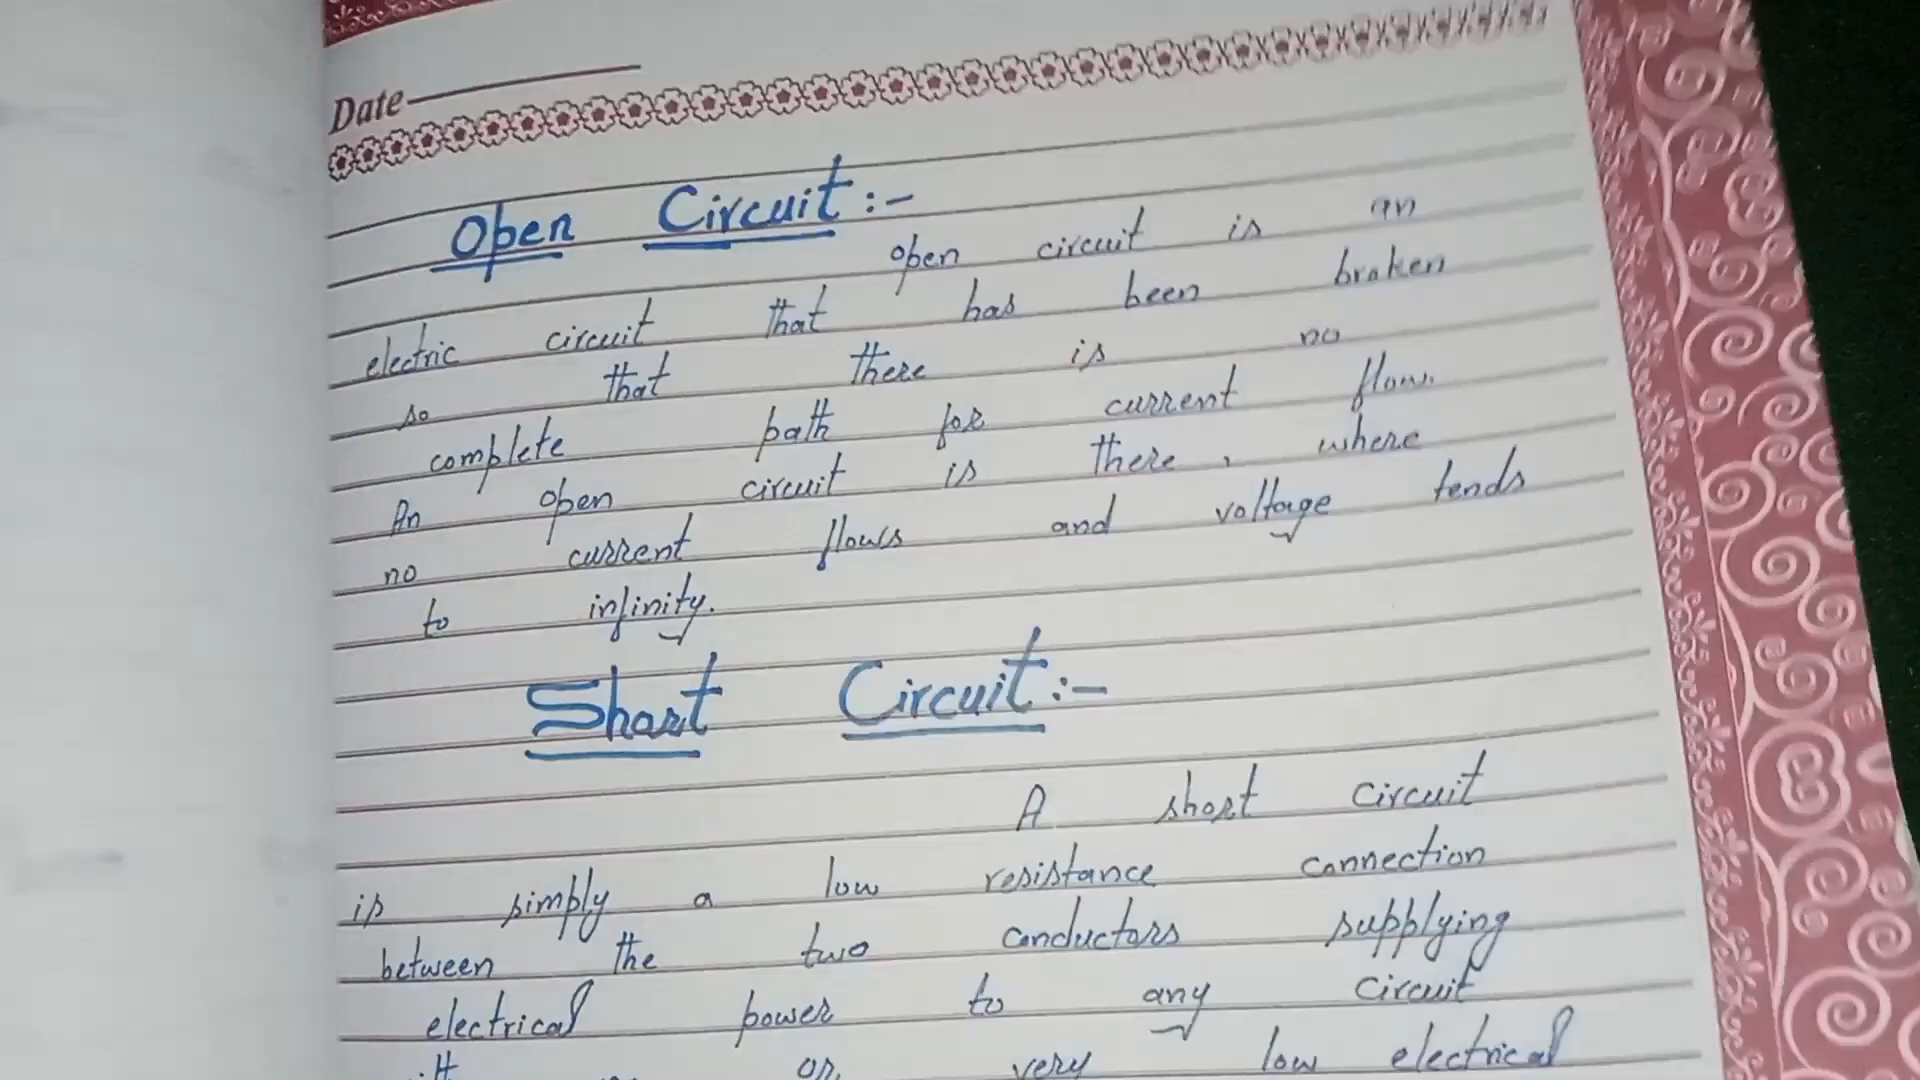 Date
Open Circuit :-
open circuit is an
electric circuit that has been broken
so that there is no
complete path for current flow.
An open circuit is there, where
no current flows and voltage tends
to infinity.
Short Circuit :-
A short circuit
is simply a low resistance connection
between the two conductors supplying
electrical power to any circuit
or very low electrical